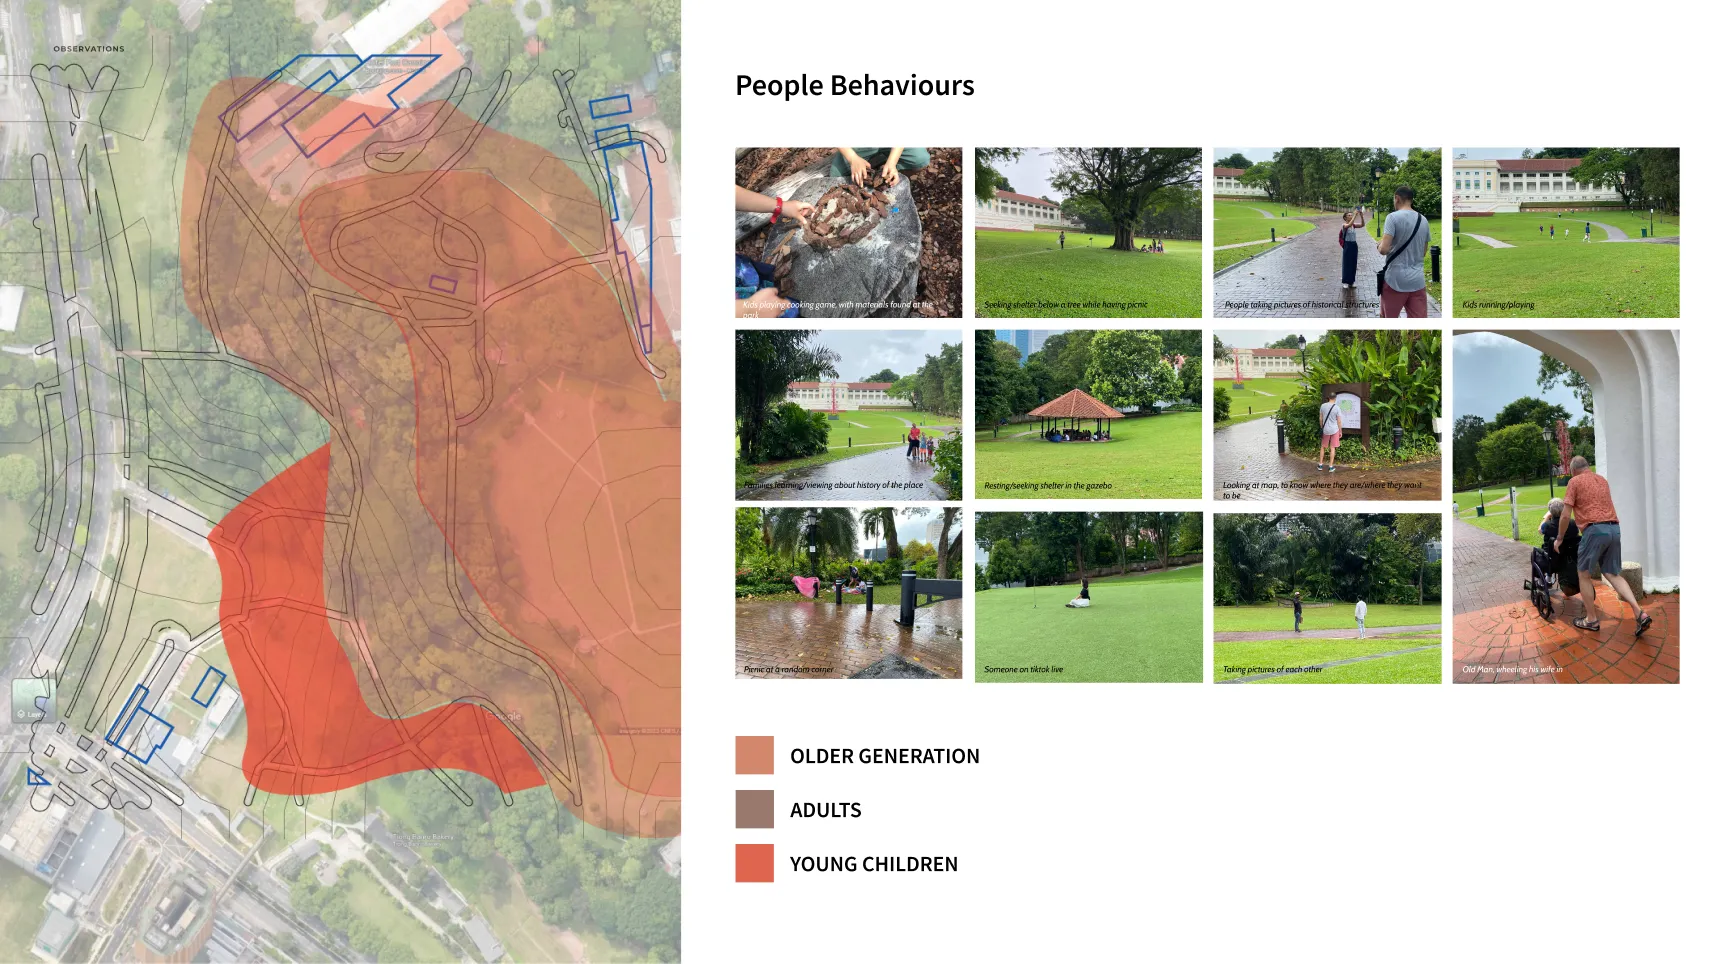 OBSERVATIONS
People Behaviours
Kids playing cooking game, with materials found at the
park
Seeking shelter below a tree while having picnic
People taking pictures of historical structures
Kids running/playing
Families learning/viewing about history of the place
Resting/seeking shelter in the gazebo
Looking at map, to know where they are/where they want
to be
Picnic at a random corner
Someone on tiktok live
Taking pictures of each other
Old Man, wheeling his wife in
OLDER GENERATION
ADULTS
YOUNG CHILDREN
Google
Layers